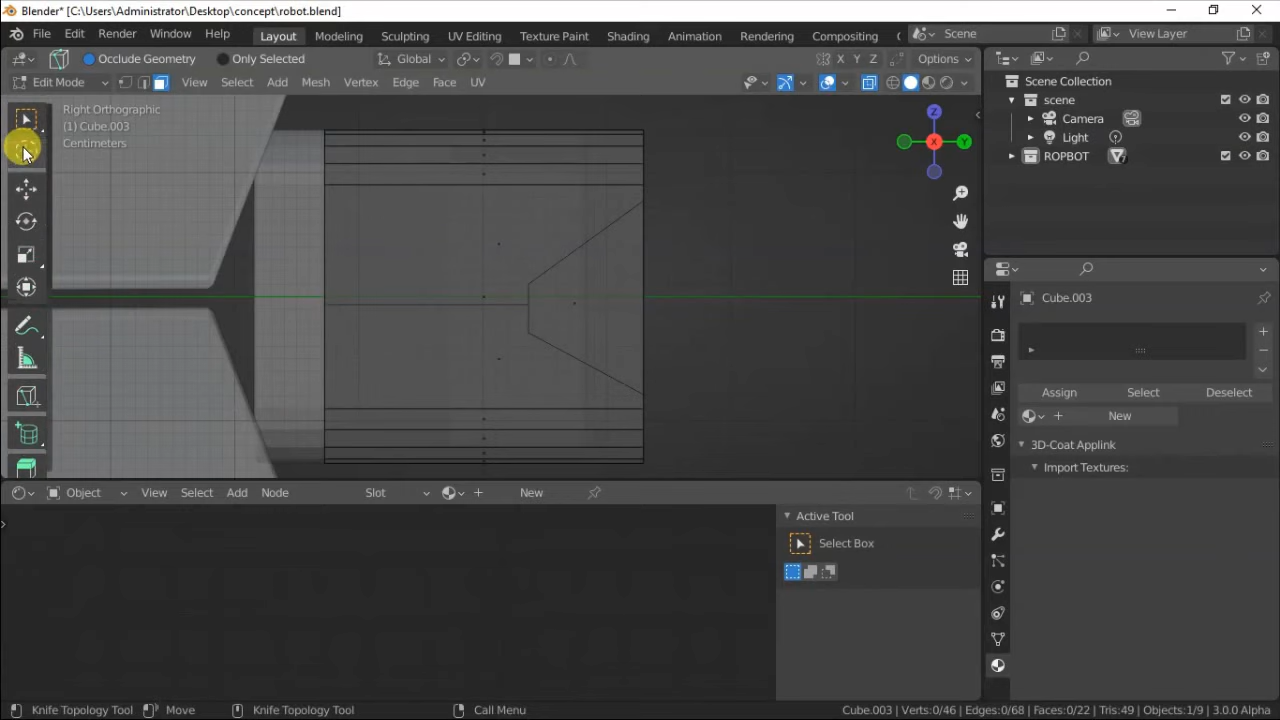 Blender* [C:\Users\Administrator\Desktop\concept\robot.blend]
File Edit Render Window Help Layout Modeling Sculpting UV Editing Texture Paint Shading Animation Rendering Compositing Scene View Layer
Occlude Geometry Only Selected Global X Y Z Options
Edit Mode View Select Add Mesh Vertex Edge Face UV
Right Orthographic
(1) Cube.003
Centimeters
Z
X
Y
Scene Collection
scene
Camera
Light
ROPBOT
Cube.003
Assign Select Deselect
New
3D-Coat Applink
Import Textures:
Object View Select Add Node Slot New
Active Tool
Select Box
Knife Topology Tool Move Knife Topology Tool Call Menu Cube.003 | Verts:0/46 | Edges:0/68 | Faces:0/22 | Tris:49 | Objects:1/9 | 3.0.0 Alpha